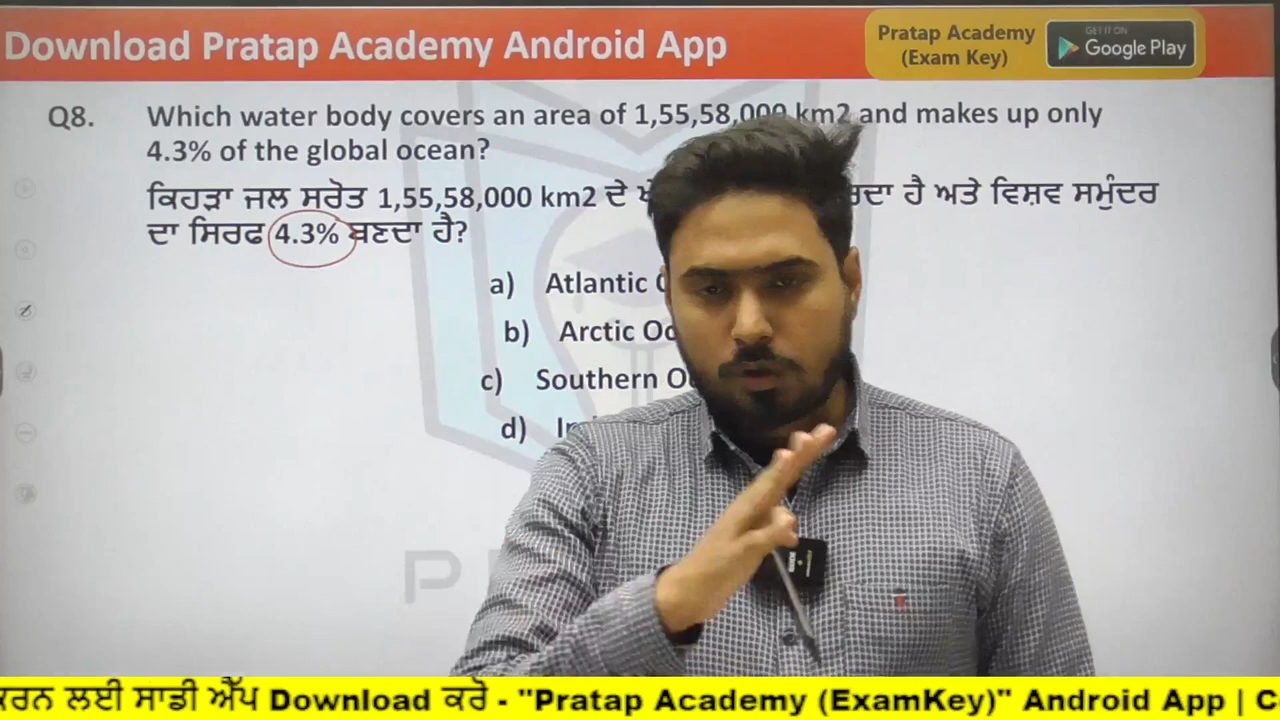 Download Pratap Academy Android App
Pratap Academy
(Exam Key)
GET IT ON
Google Play
Q8. Which water body covers an area of 1,55,58,000 km2 and makes up only
4.3% of the global ocean?
ਕਿਹੜਾ ਜਲ ਸਰੋਤ 1,55,58,000 km2 ਦੇ ਹੈ ਅਤੇ ਵਿਸ਼ਵ ਸਮੁੰਦਰ
ਦਾ ਸਿਰਫ 4.3% ਬਣਦਾ ਹੈ?
a) Atlantic
b) Arctic
c) Southern
d)
ਲਈ ਸਾਡੀ ਐੱਪ Download ਕਰੋ - "Pratap Academy (ExamKey)" Android App |